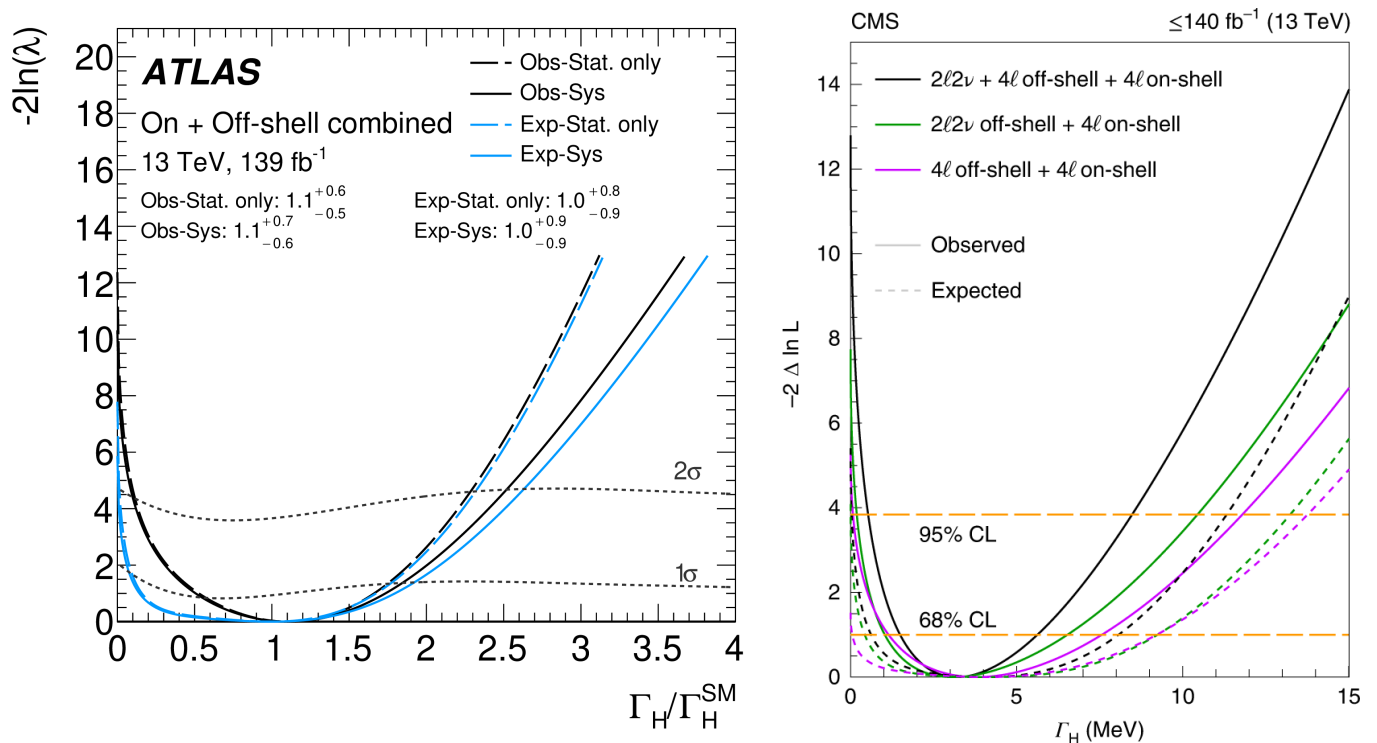 -2ln(λ)
20
18
16
14
12
10
8
6
4
2
0
ATLAS
On + Off-shell combined
13 TeV, 139 fb⁻¹
Obs-Stat. only
Obs-Sys
Exp-Stat. only
Exp-Sys
Obs-Stat. only: 1.1 +0.6 −0.5
Exp-Stat. only: 1.0 +0.8 −0.9
Obs-Sys: 1.1 +0.7 −0.6
Exp-Sys: 1.0 +0.9 −0.9
2σ
1σ
0 0.5 1 1.5 2 2.5 3 3.5 4
Γ_H/Γ_H^SM
CMS ≤140 fb⁻¹ (13 TeV)
−2 Δ ln L
14
12
10
8
6
4
2
0
2ℓ2ν + 4ℓ off-shell + 4ℓ on-shell
2ℓ2ν off-shell + 4ℓ on-shell
4ℓ off-shell + 4ℓ on-shell
Observed
Expected
95% CL
68% CL
0 5 10 15
Γ_H (MeV)